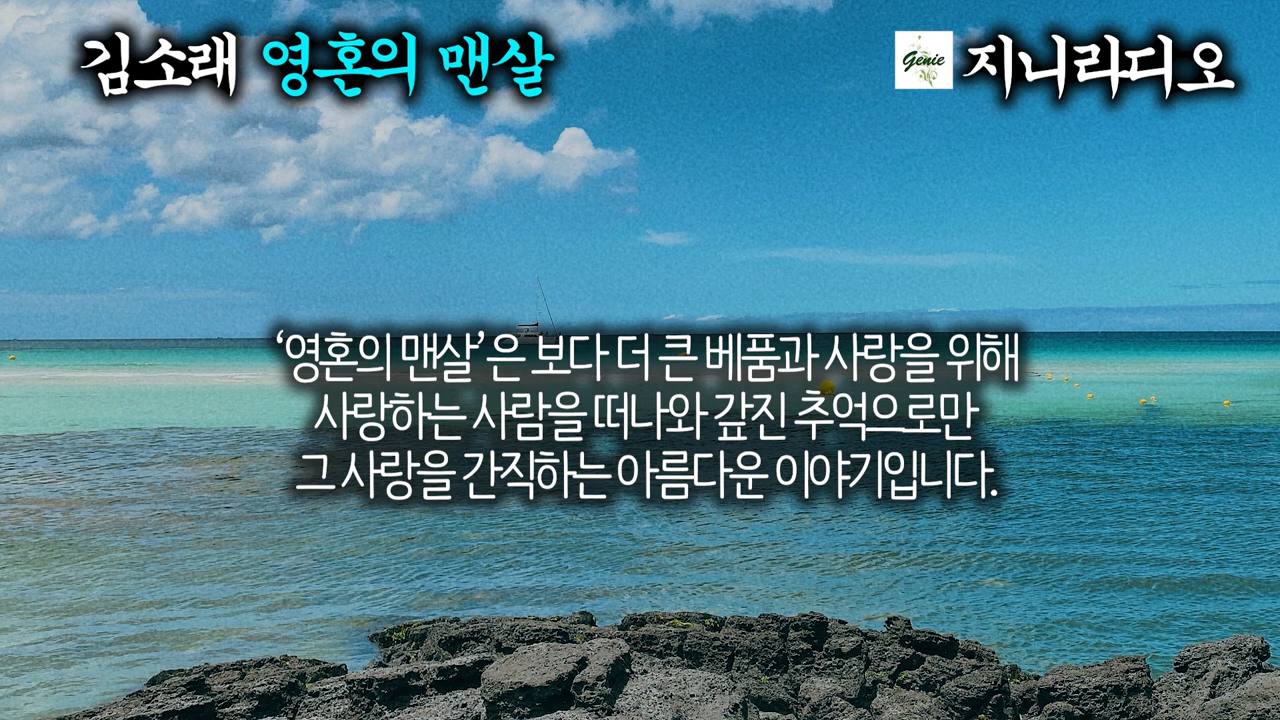 김소래 영혼의 맨살
Genie 지니라디오
‘영혼의 맨살’은 보다 더 큰 베품과 사랑을 위해
사랑하는 사람을 떠나와 값진 추억으로만
그 사랑을 간직하는 아름다운 이야기입니다.